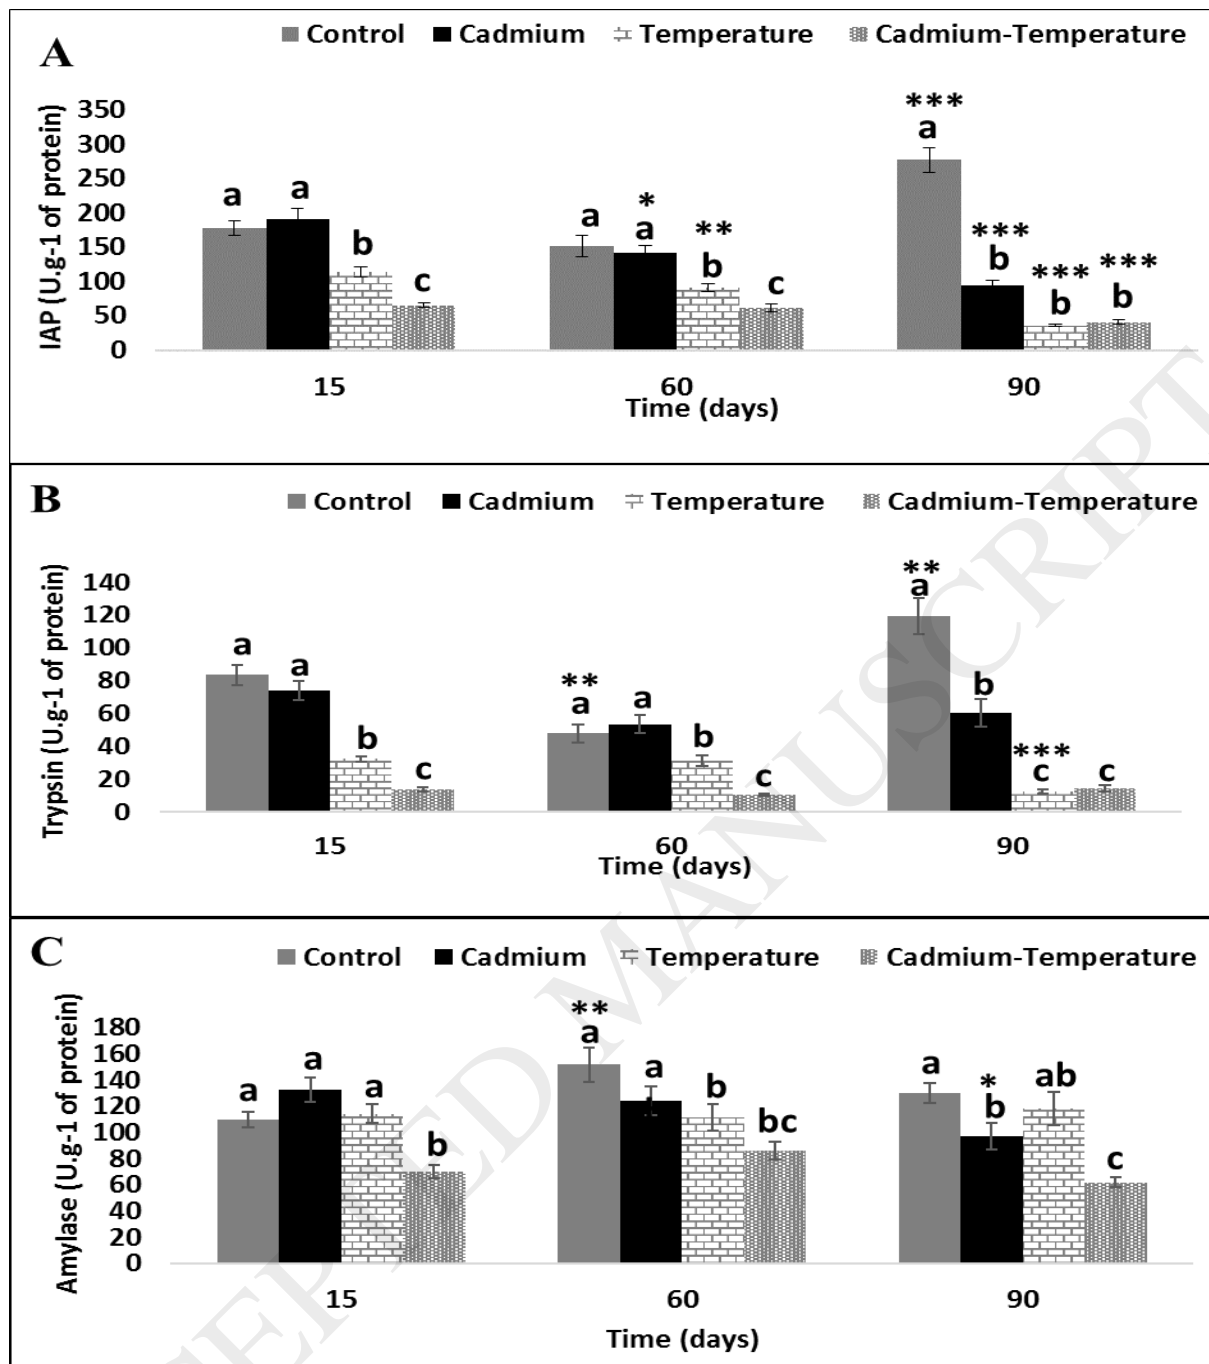 A
Control Cadmium Temperature Cadmium-Temperature
IAP (U.g-1 of protein)
350
300
250
200
150
100
50
0
a a b c
a * a ** b c
*** a *** b *** b *** b
15 60 90
Time (days)
B
Control Cadmium Temperature Cadmium-Temperature
Trypsin (U.g-1 of protein)
140
120
100
80
60
40
20
0
a a b c
** a a b c
** a b *** c c
15 60 90
Time (days)
C
Control Cadmium Temperature Cadmium-Temperature
Amylase (U.g-1 of protein)
180
160
140
120
100
80
60
40
20
0
a a a b
** a a b bc
a * b ab c
15 60 90
Time (days)
EPTED MANUSCRIPT